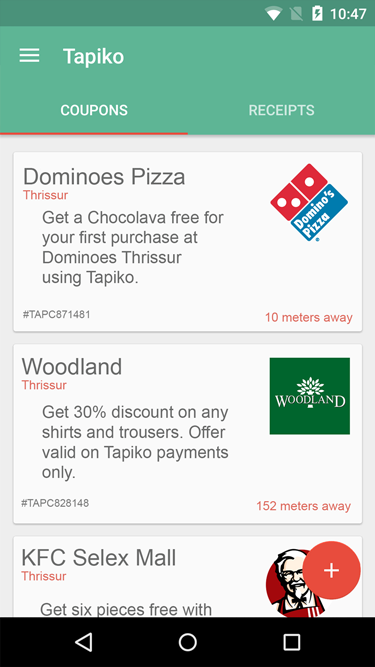 10:47
Tapiko
COUPONS
RECEIPTS
Dominoes Pizza
Thrissur
Get a Chocolava free for
your first purchase at
Dominoes Thrissur
using Tapiko.
Domino's
Pizza
#TAPC871481
10 meters away
Woodland
Thrissur
Get 30% discount on any
shirts and trousers. Offer
valid on Tapiko payments
only.
WOODLAND
#TAPC828148
152 meters away
KFC Selex Mall
Thrissur
Get six pieces free with